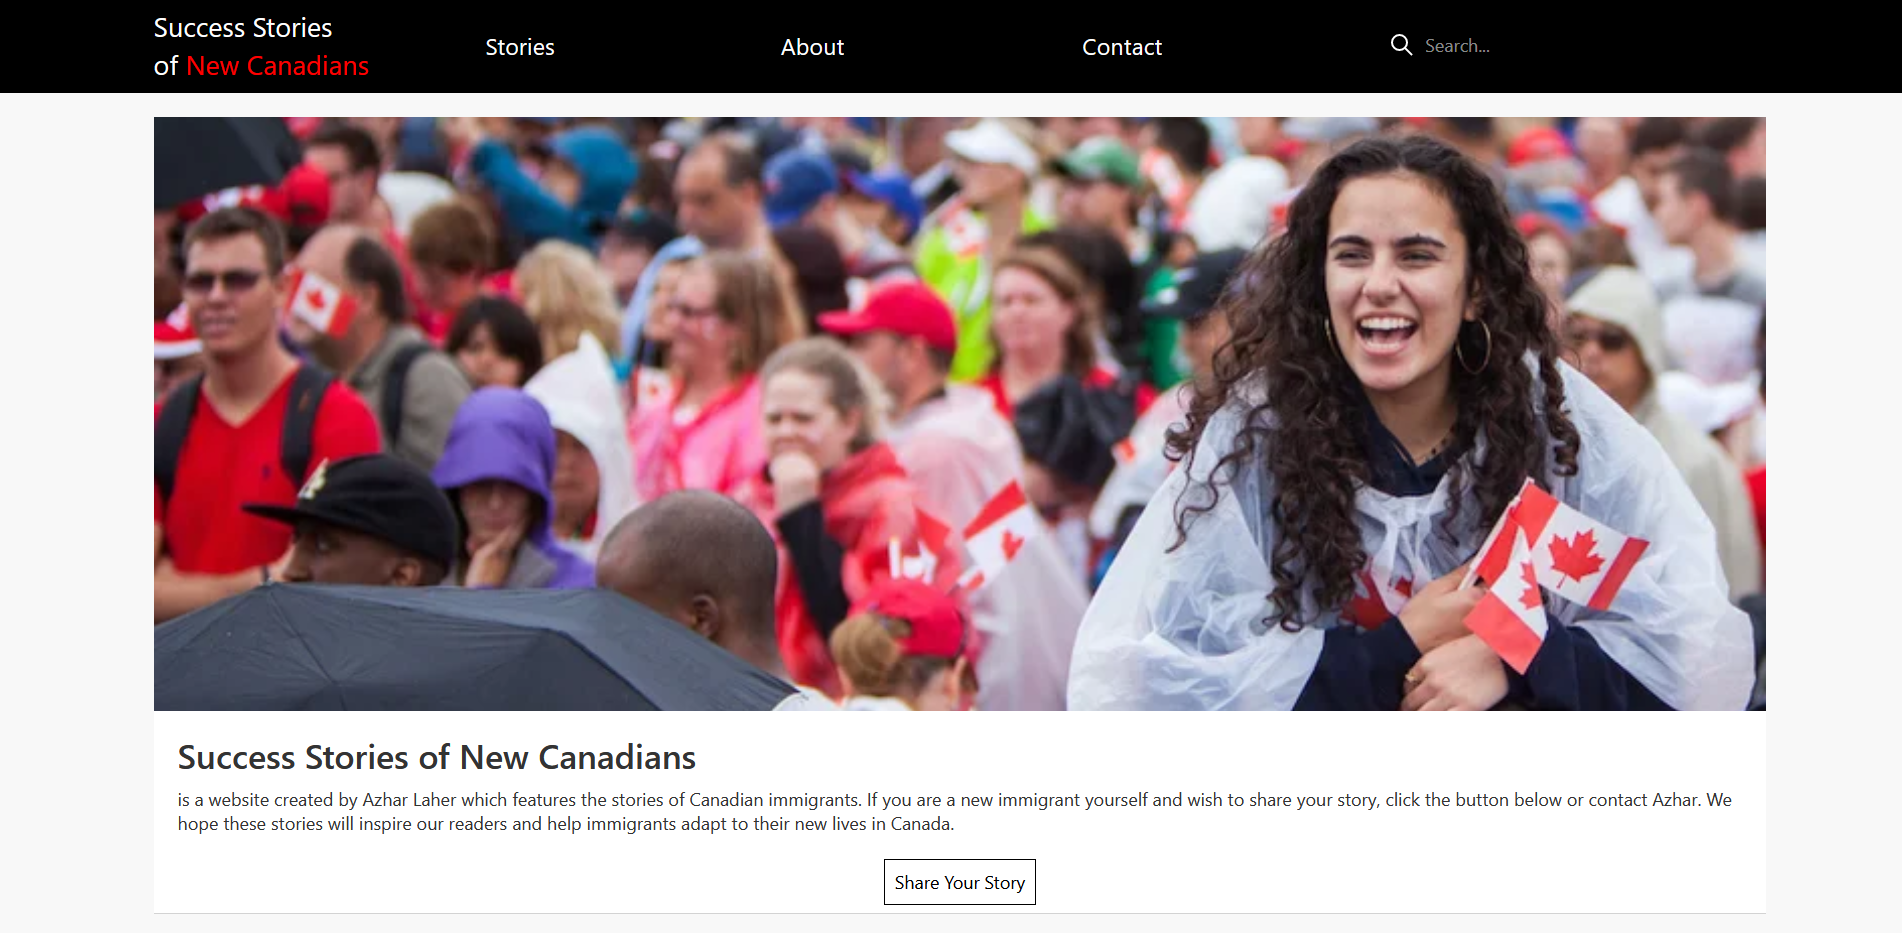 Success Stories
of New Canadians
Stories
About
Contact
Search...
Success Stories of New Canadians
is a website created by Azhar Laher which features the stories of Canadian immigrants. If you are a new immigrant yourself and wish to share your story, click the button below or contact Azhar. We
hope these stories will inspire our readers and help immigrants adapt to their new lives in Canada.
Share Your Story